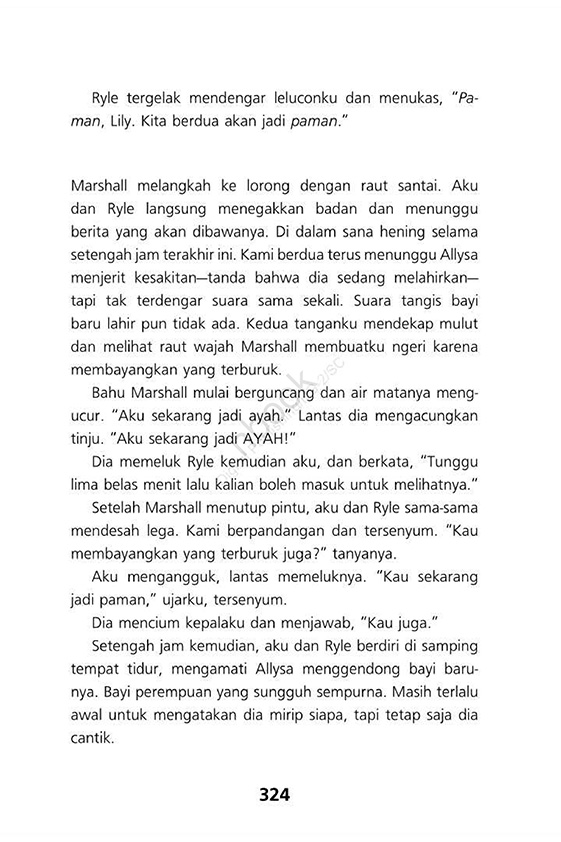 Ryle tergelak mendengar leluconku dan menukas, “Pa-
man, Lily. Kita berdua akan jadi paman.”
Marshall melangkah ke lorong dengan raut santai. Aku
dan Ryle langsung menegakkan badan dan menunggu
berita yang akan dibawanya. Di dalam sana hening selama
setengah jam terakhir ini. Kami berdua terus menunggu Allysa
menjerit kesakitan—tanda bahwa dia sedang melahirkan—
tapi tak terdengar suara sama sekali. Suara tangis bayi
baru lahir pun tidak ada. Kedua tanganku mendekap mulut
dan melihat raut wajah Marshall membuatku ngeri karena
membayangkan yang terburuk.
Bahu Marshall mulai berguncang dan air matanya meng-
ucur. “Aku sekarang jadi ayah.” Lantas dia mengacungkan
tinju. “Aku sekarang jadi AYAH!”
Dia memeluk Ryle kemudian aku, dan berkata, “Tunggu
lima belas menit lalu kalian boleh masuk untuk melihatnya.”
Setelah Marshall menutup pintu, aku dan Ryle sama-sama
mendesah lega. Kami berpandangan dan tersenyum. “Kau
membayangkan yang terburuk juga?” tanyanya.
Aku mengangguk, lantas memeluknya. “Kau sekarang
jadi paman,” ujarku, tersenyum.
Dia mencium kepalaku dan menjawab, “Kau juga.”
Setengah jam kemudian, aku dan Ryle berdiri di samping
tempat tidur, mengamati Allysa menggendong bayi baru-
nya. Bayi perempuan yang sungguh sempurna. Masih terlalu
awal untuk mengatakan dia mirip siapa, tapi tetap saja dia
cantik.
324